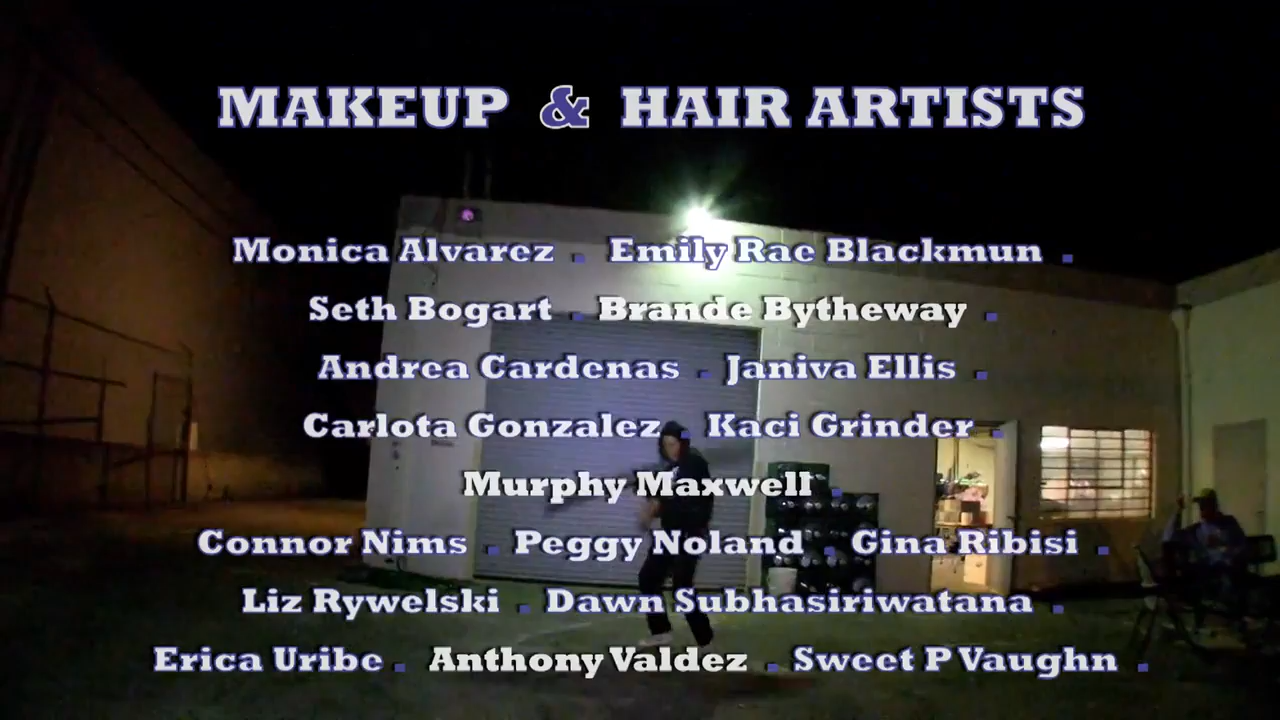 MAKEUP & HAIR ARTISTS
Monica Alvarez . Emily Rae Blackmun .
Seth Bogart . Brande Bytheway .
Andrea Cardenas . Janiva Ellis .
Carlota Gonzalez . Kaci Grinder .
Murphy Maxwell .
Connor Nims . Peggy Noland . Gina Ribisi .
Liz Rywelski . Dawn Subhasiriwatana .
Erica Uribe . Anthony Valdez . Sweet P Vaughn .